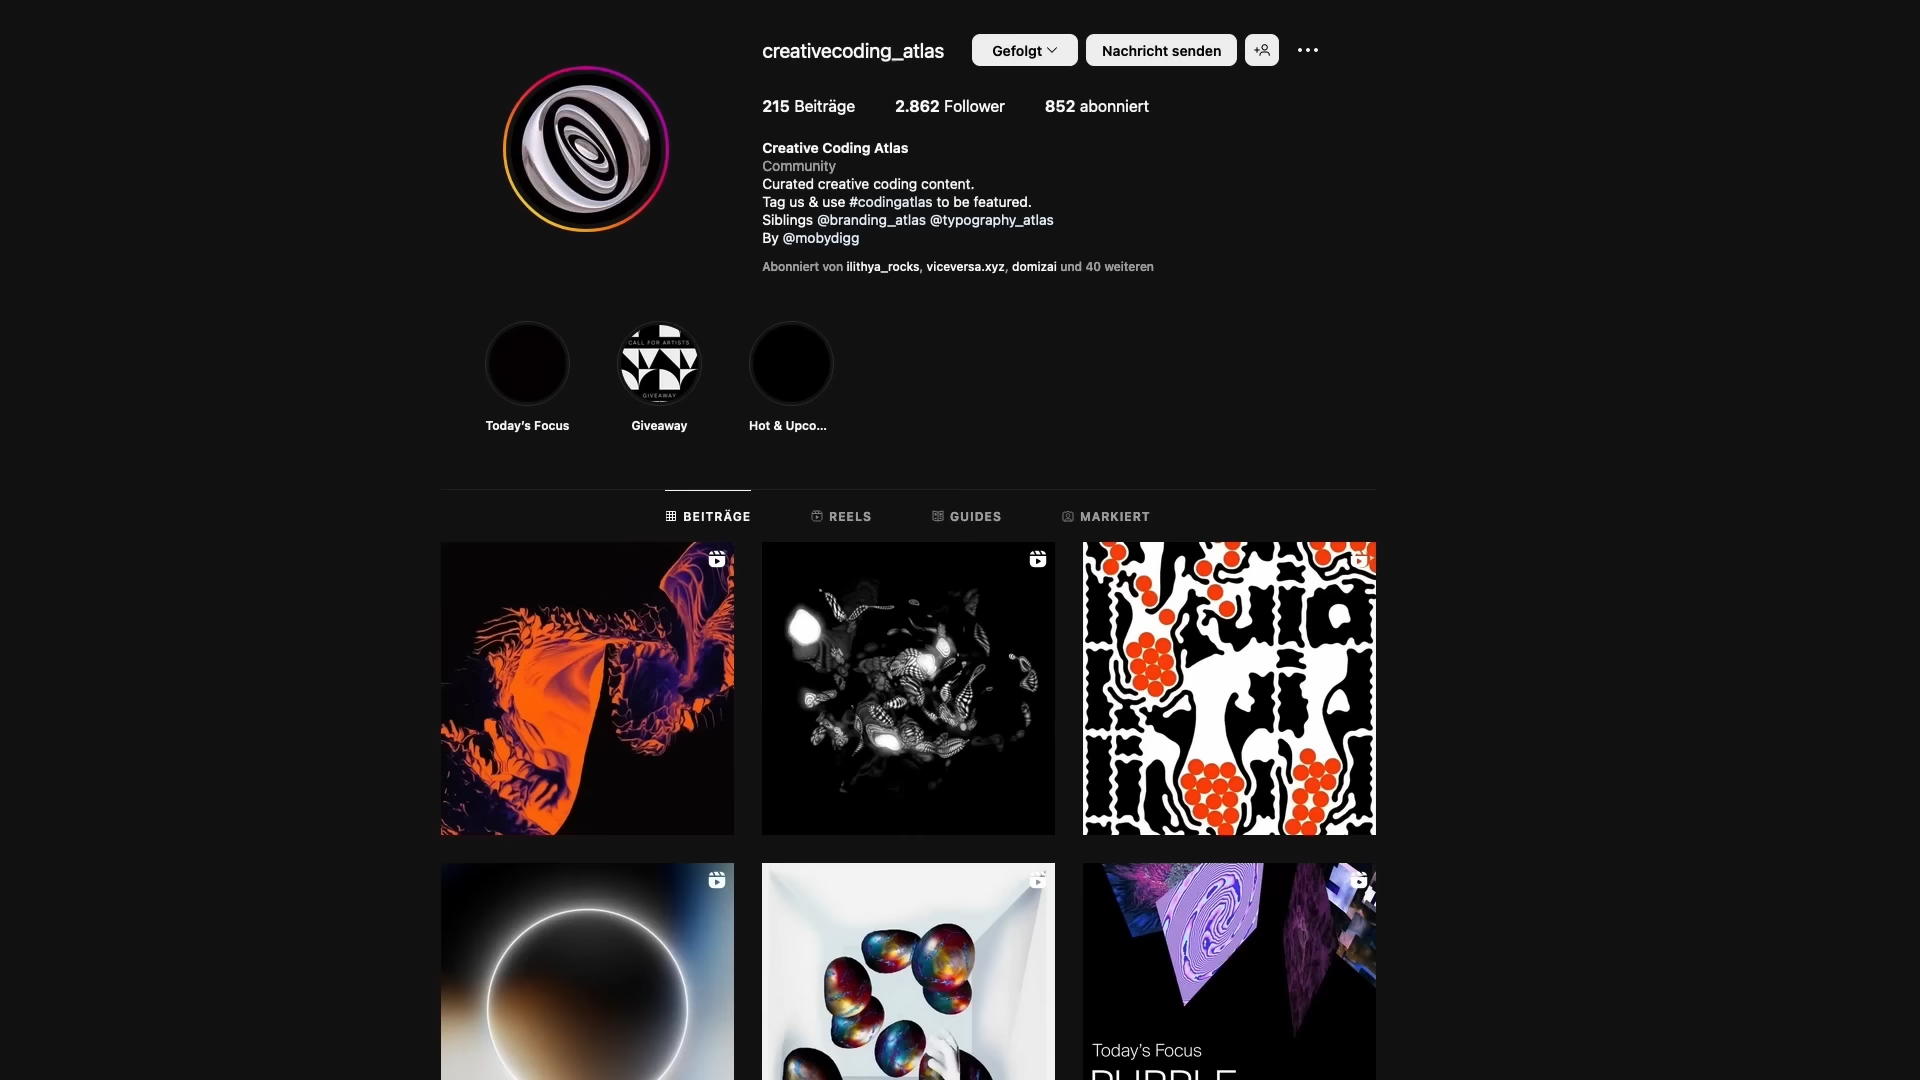 creativecoding_atlas
Gefolgt
Nachricht senden
215 Beiträge 2.862 Follower 852 abonniert
Creative Coding Atlas
Community
Curated creative coding content.
Tag us & use #codingatlas to be featured.
Siblings @branding_atlas @typography_atlas
By @mobydigg
Abonniert von ilithya_rocks, viceversa.xyz, domizai und 40 weiteren
CALL FOR ARTISTS
GIVEAWAY
Today’s Focus
Giveaway
Hot & Upco...
BEITRÄGE
REELS
GUIDES
MARKIERT
Today’s Focus
PURPLE